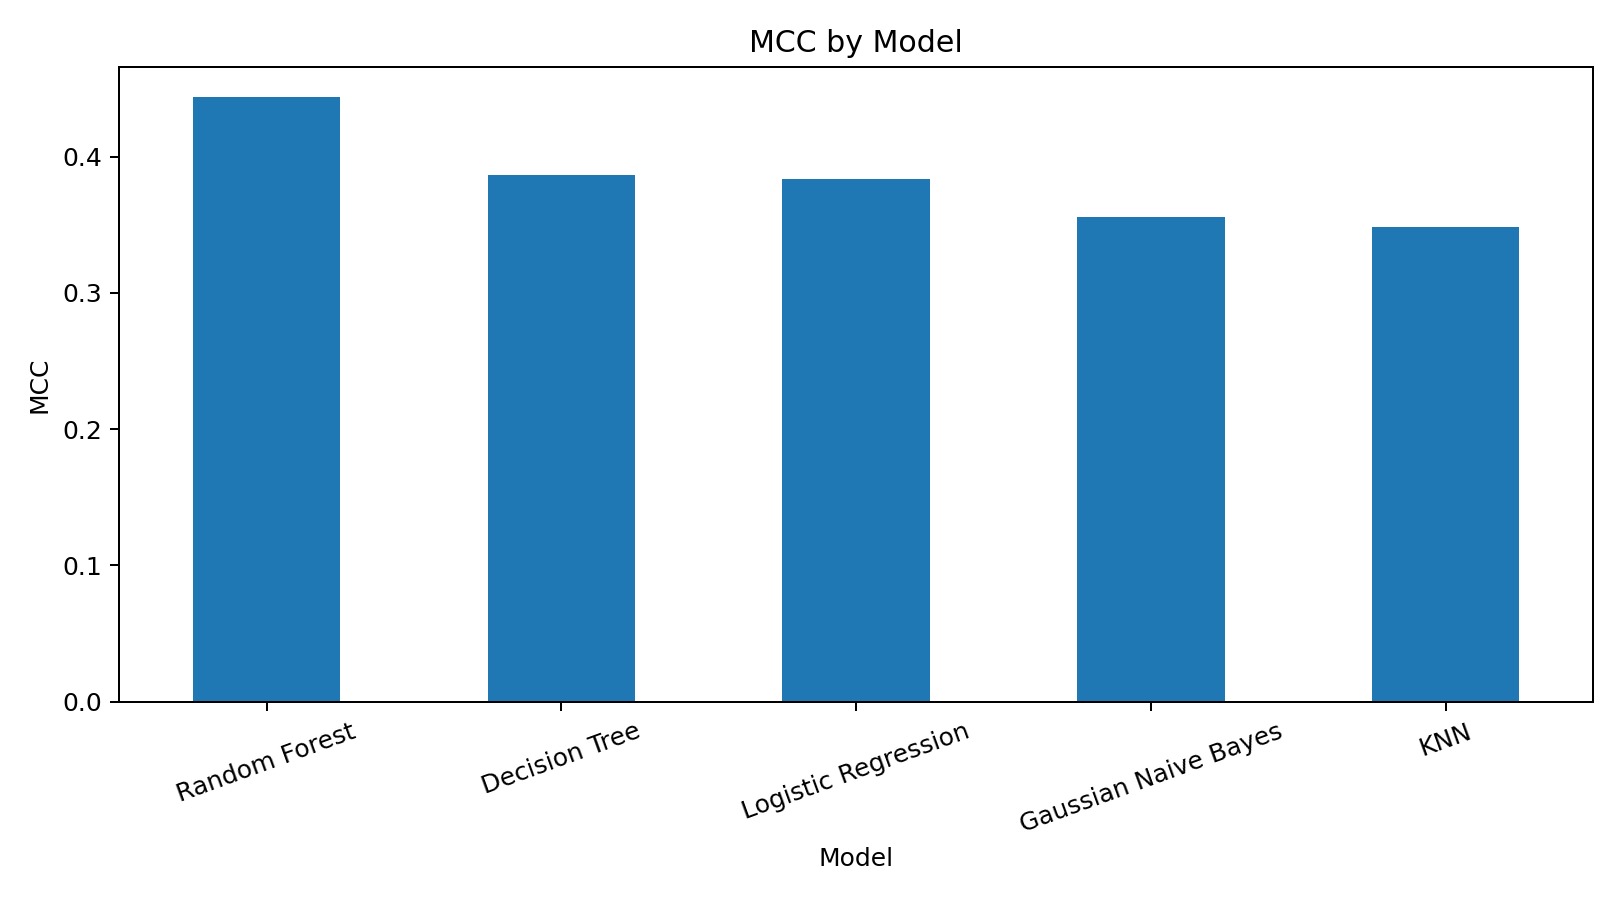 MCC by Model
0.4
0.3
0.2
0.1
0.0
MCC
Random Forest
Decision Tree
Logistic Regression
Gaussian Naive Bayes
KNN
Model